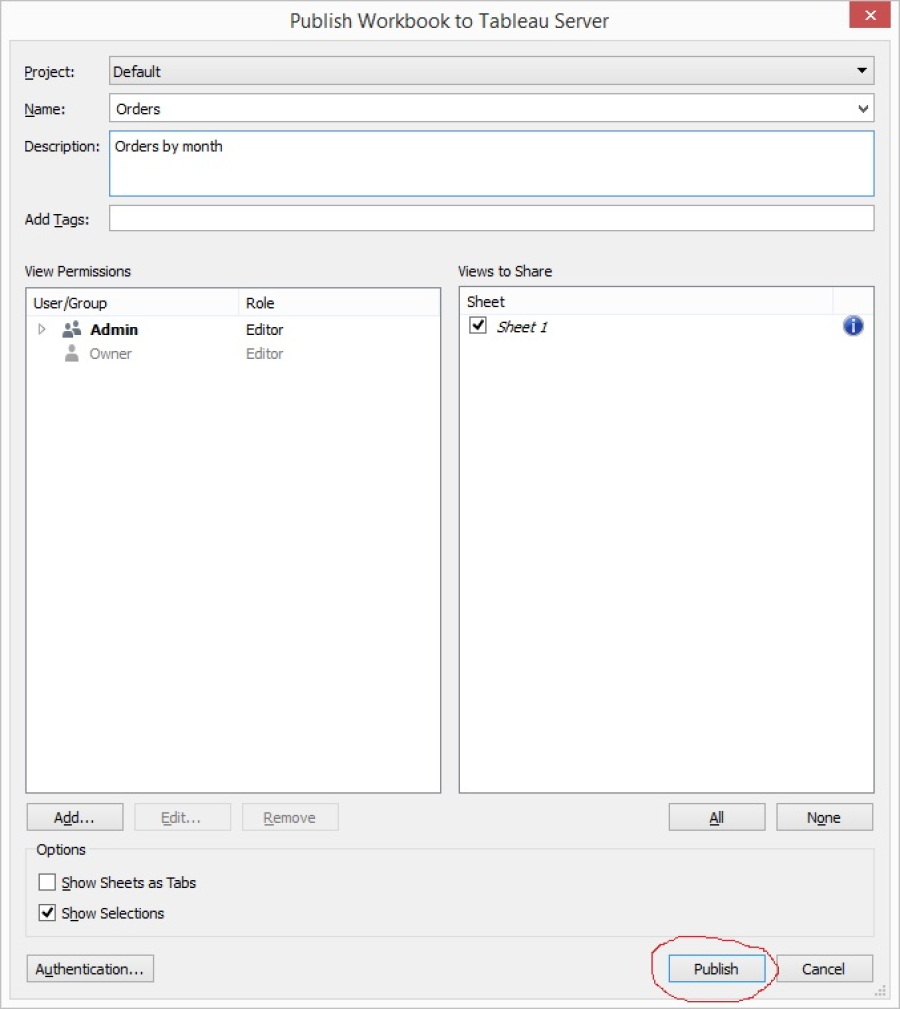 Publish Workbook to Tableau Server
Project: Default
Name: Orders
Description: Orders by month
Add Tags:
View Permissions
User/Group Role
Admin Editor
Owner Editor
Views to Share
Sheet
Sheet 1
Add... Edit... Remove
All None
Options
Show Sheets as Tabs
Show Selections
Authentication... Publish Cancel